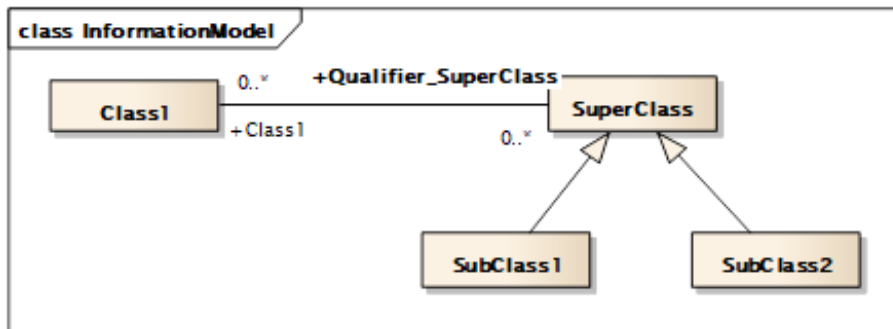 class InformationModel
0..*
+Qualifier_SuperClass
Class1
SuperClass
+Class1
0..*
SubClass1
SubClass2